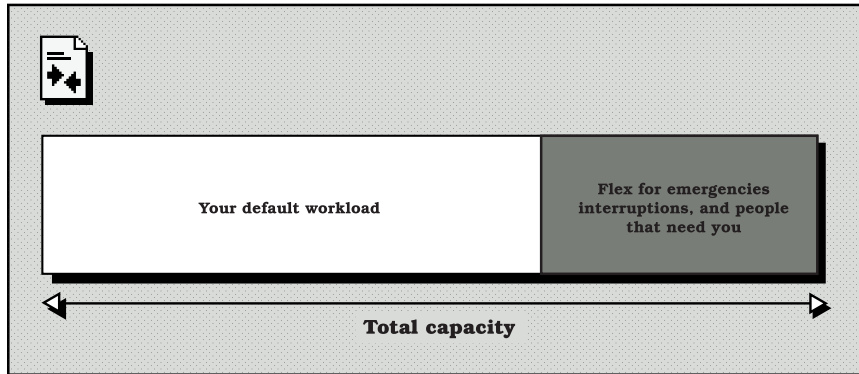 Your default workload
Flex for emergencies
interruptions, and people
that need you
Total capacity